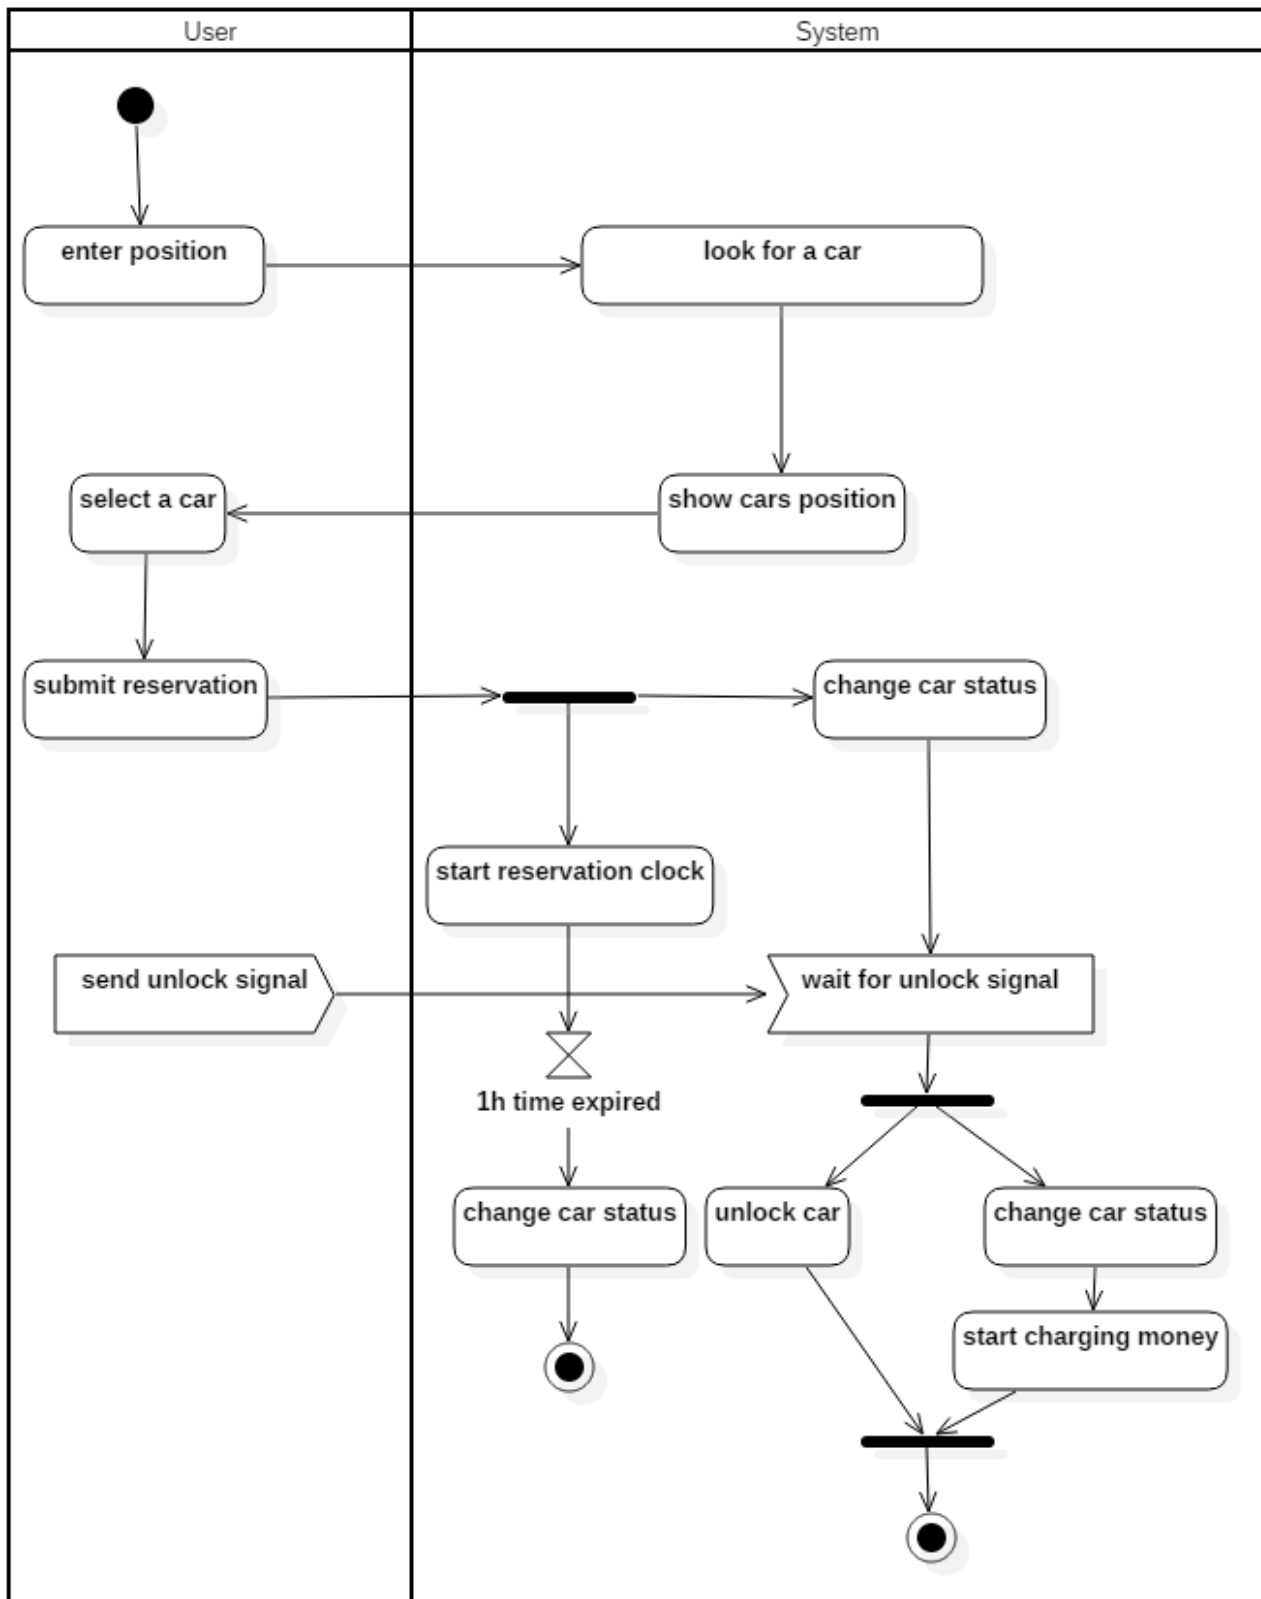 User
System
enter position
look for a car
select a car
show cars position
submit reservation
change car status
start reservation clock
send unlock signal
wait for unlock signal
1h time expired
change car status
unlock car
change car status
start charging money